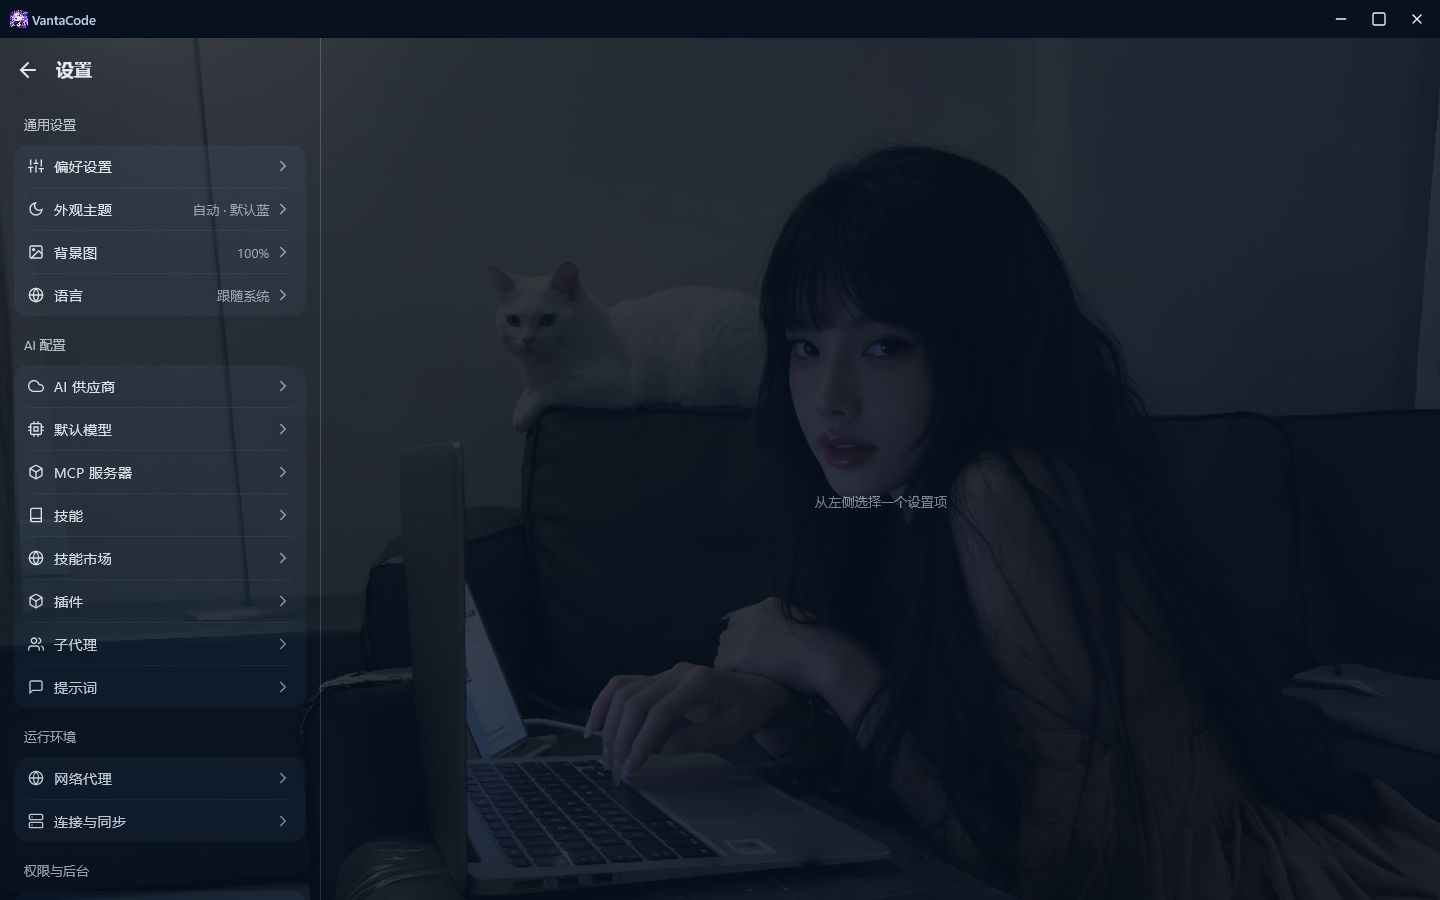 VantaCode
设置
通用设置
偏好设置
外观主题 自动 · 默认蓝
背景图 100%
语言 跟随系统
AI 配置
AI 供应商
默认模型
MCP 服务器
技能
技能市场
插件
子代理
提示词
运行环境
网络代理
连接与同步
权限与后台
从左侧选择一个设置项